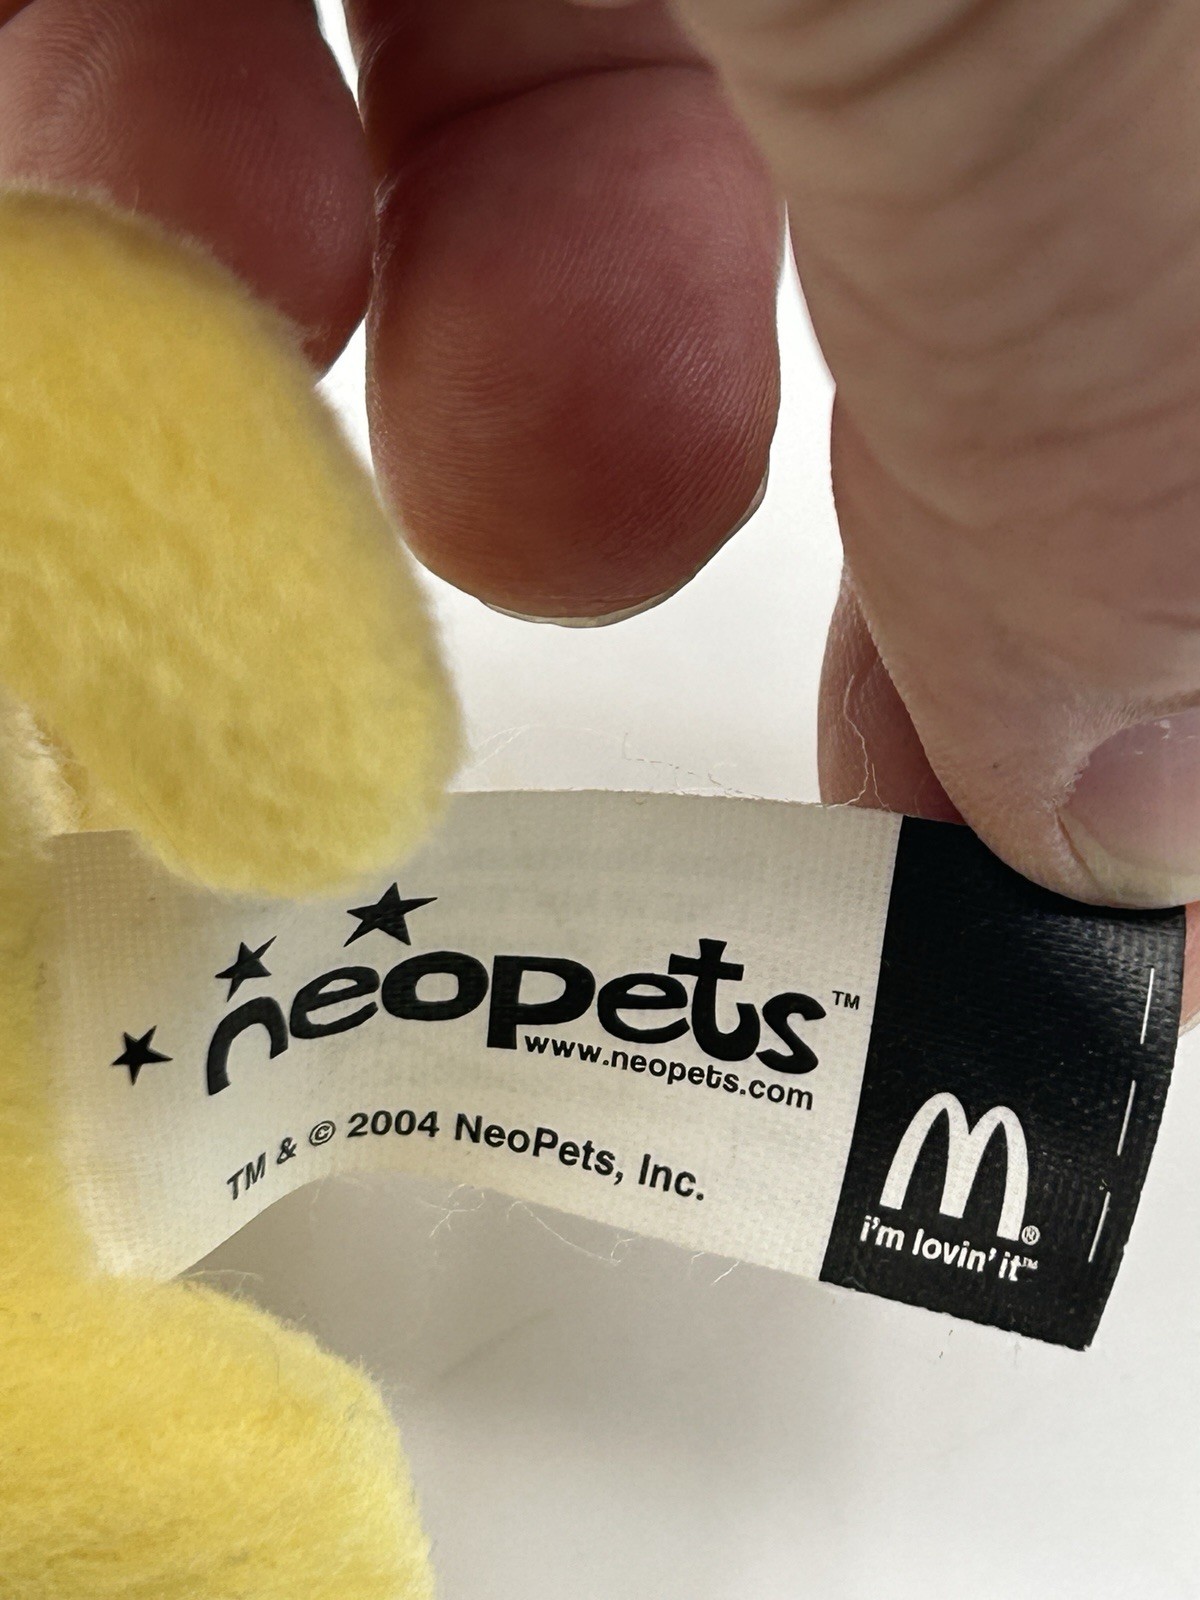 neopets™
www.neopets.com
TM & © 2004 NeoPets, Inc.
M®
i'm lovin' it™